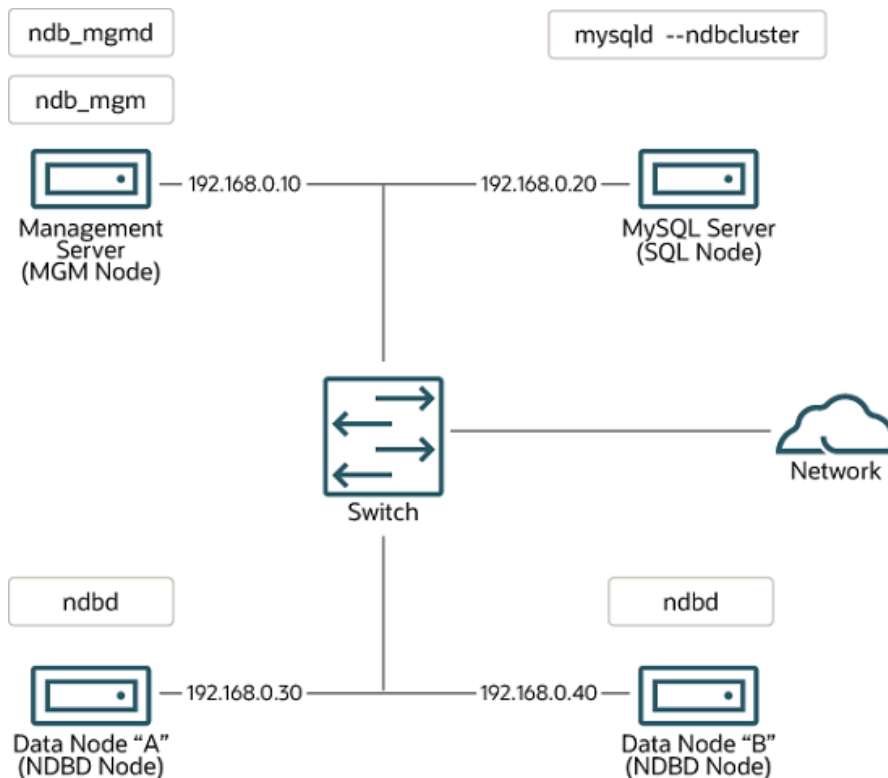 ndb_mgmd
mysqld --ndbcluster
ndb_mgm
192.168.0.10
192.168.0.20
Management
Server
(MGM Node)
MySQL Server
(SQL Node)
Switch
Network
ndbd
ndbd
192.168.0.30
192.168.0.40
Data Node “A”
(NDBD Node)
Data Node “B”
(NDBD Node)